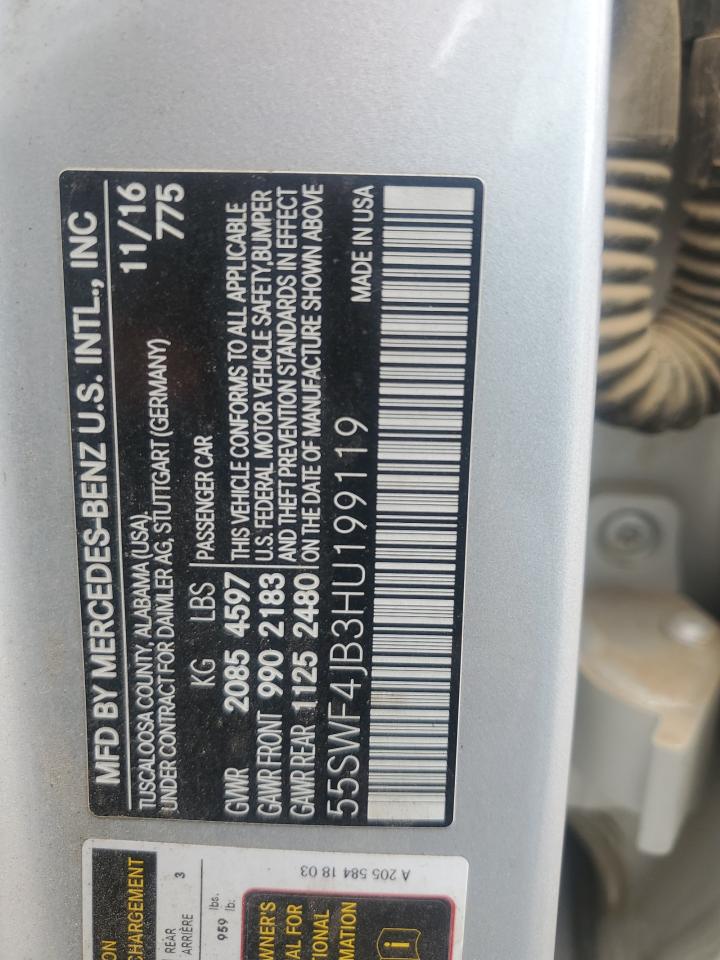 MFD BY MERCEDES-BENZ U.S. INTL., INC
TUSCALOOSA COUNTY, ALABAMA (USA) 11/16
UNDER CONTRACT FOR DAIMLER AG, STUTTGART (GERMANY) 775
KG LBS PASSENGER CAR
GWR 2085 4597 THIS VEHICLE CONFORMS TO ALL APPLICABLE
GAWR FRONT 990 2183 U.S. FEDERAL MOTOR VEHICLE SAFETY,BUMPER
GAWR REAR 1125 2480 AND THEFT PREVENTION STANDARDS IN EFFECT
ON THE DATE OF MANUFACTURE SHOWN ABOVE
55SWF4JB3HU199119 MADE IN USA
ON
CHARGEMENT
REAR
ARRIÈRE 3
959 lbs.
lb:
A 205 584 18 03
WNER'S
AL FOR
TIONAL
MATION
i